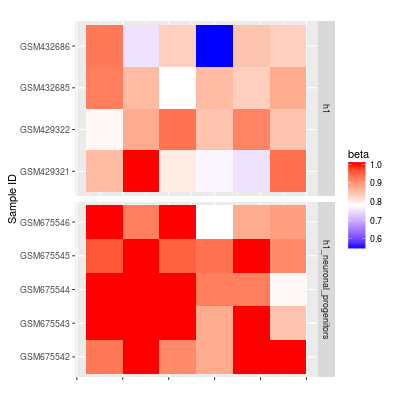 GSM432686
GSM432685
GSM429322
GSM429321
h1
GSM675546
GSM675545
GSM675544
GSM675543
GSM675542
h1_neuronal_progenitors
Sample ID
beta
1.0
0.9
0.8
0.7
0.6